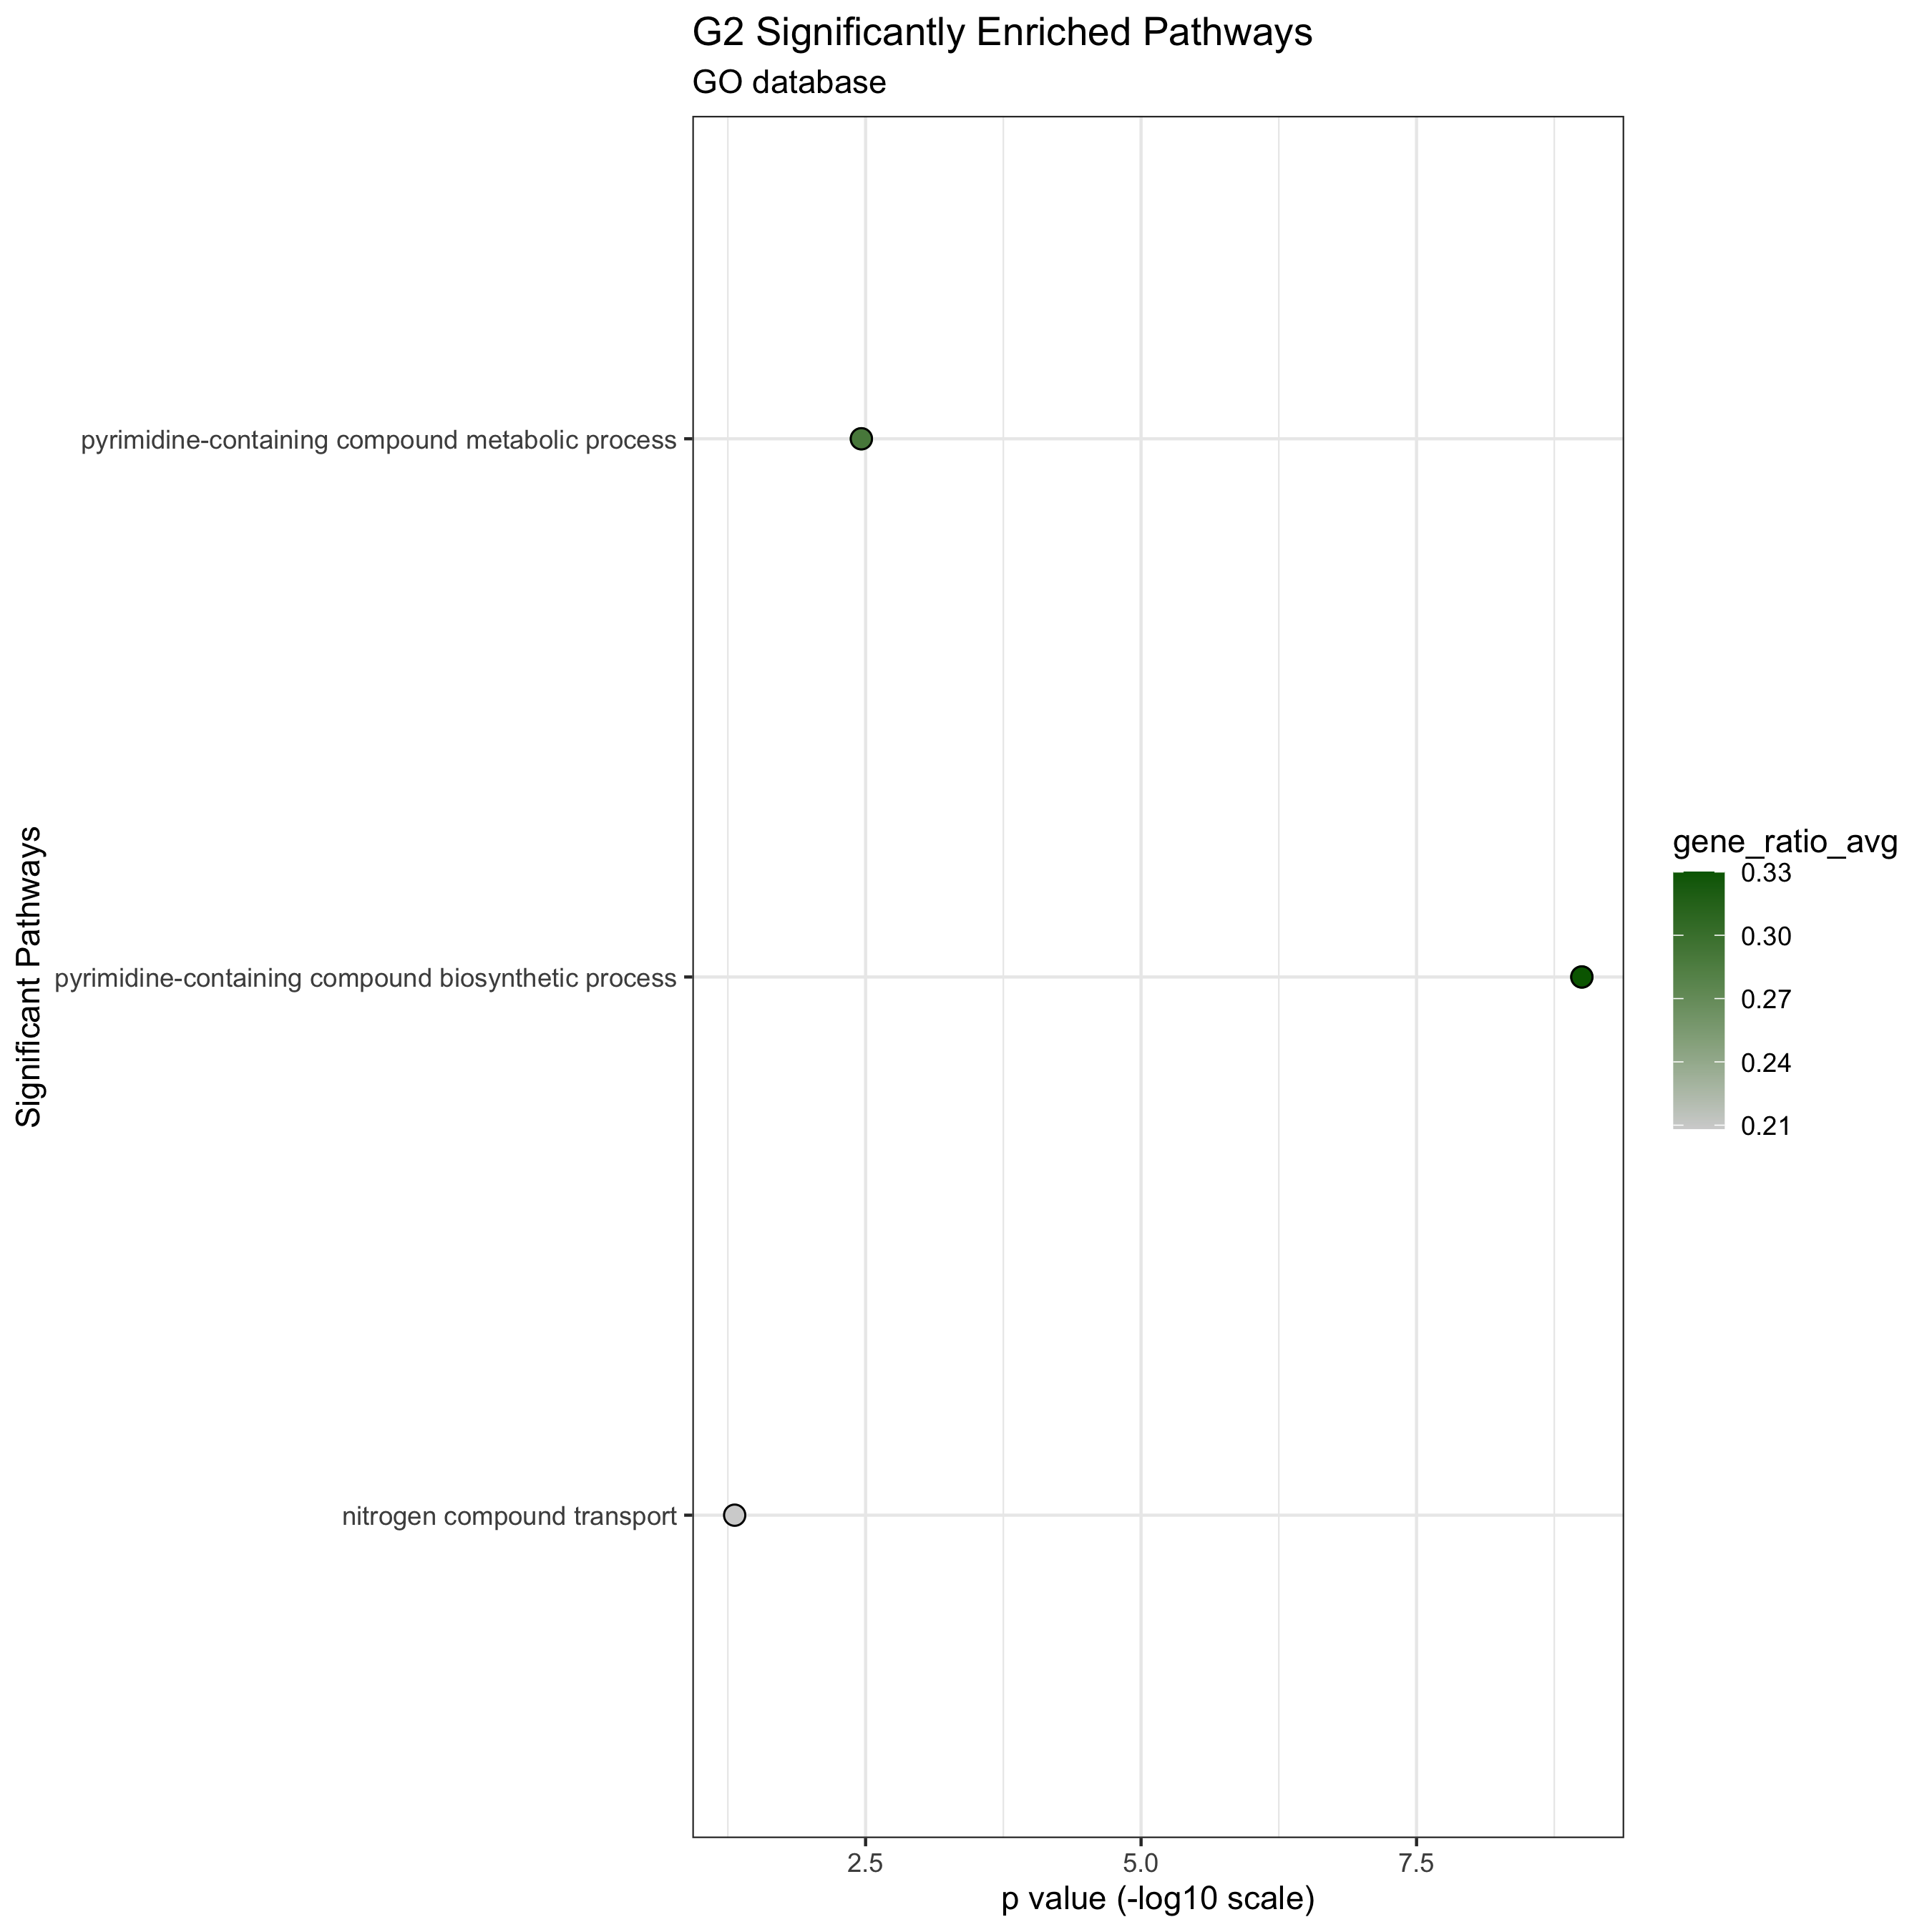 G2 Significantly Enriched Pathways
GO database
Significant Pathways
pyrimidine-containing compound metabolic process
pyrimidine-containing compound biosynthetic process
nitrogen compound transport
2.5
5.0
7.5
p value (-log10 scale)
gene_ratio_avg
0.33
0.30
0.27
0.24
0.21